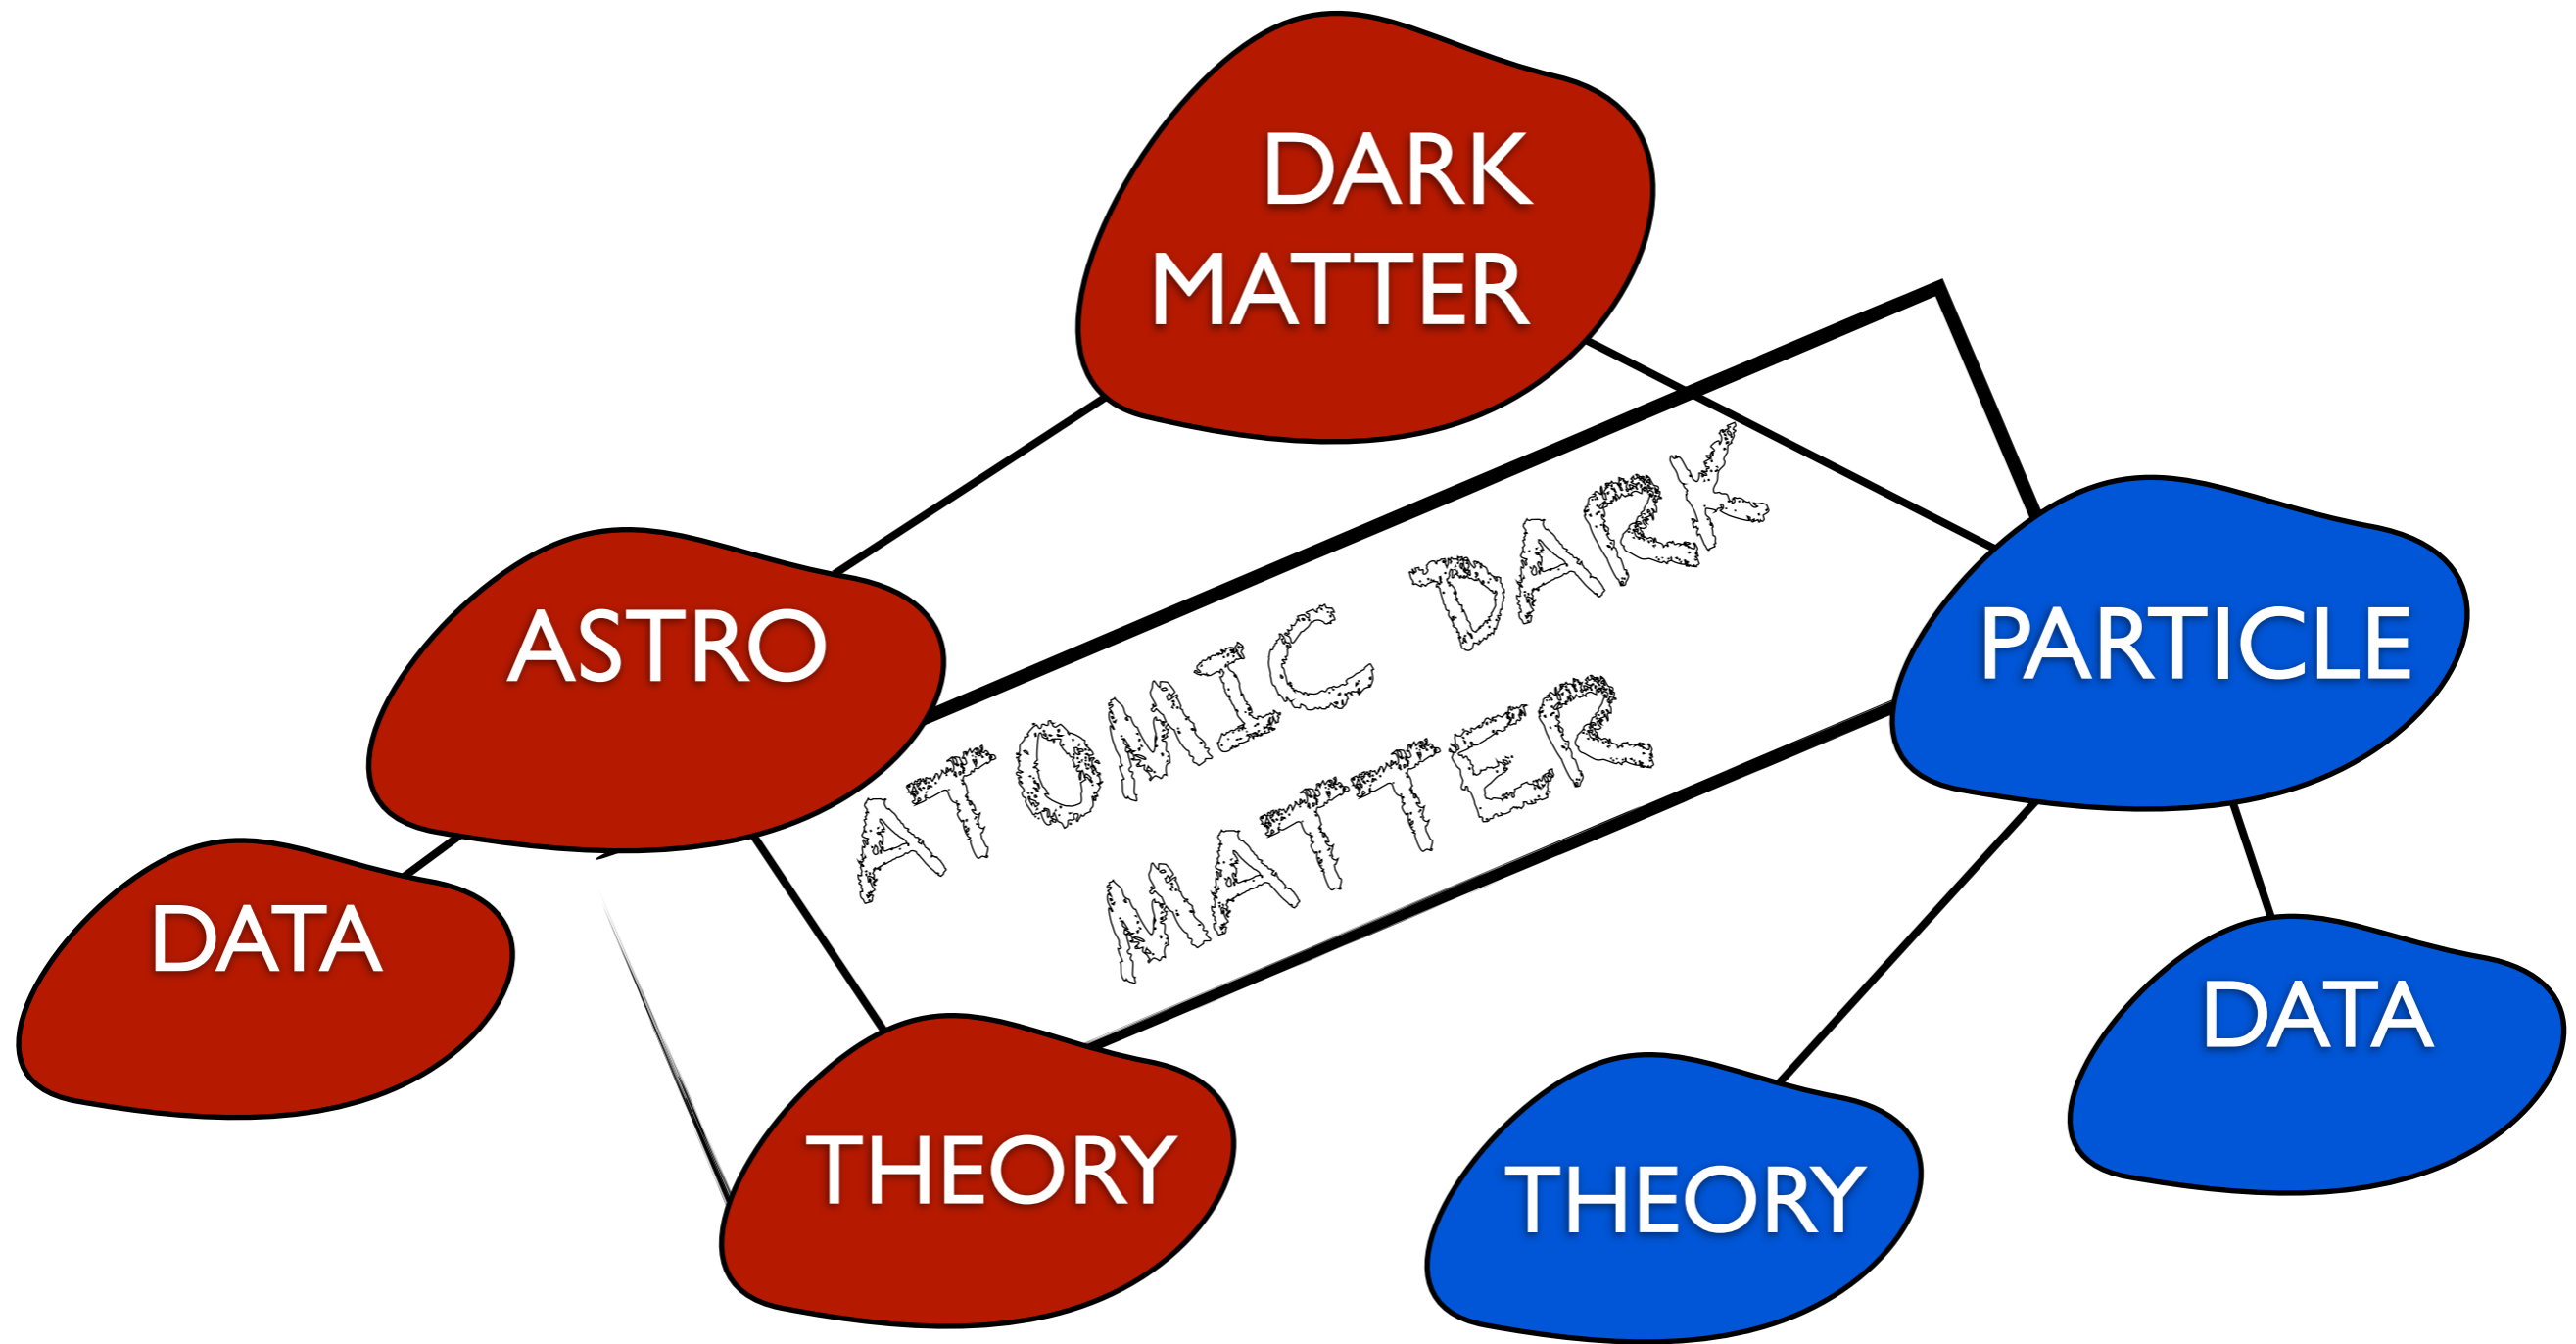 DARK
MATTER
ASTRO
PARTICLE
ATOMIC DARK
MATTER
DATA
DATA
THEORY
THEORY